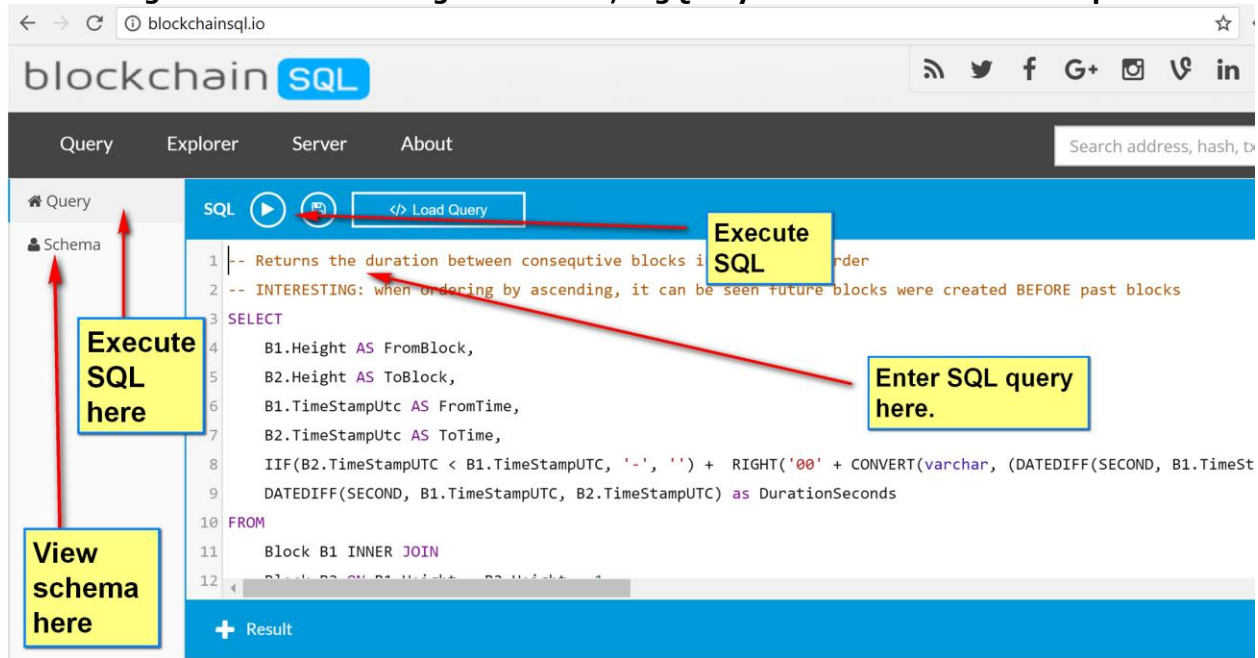 blockchainsql.io
blockchain SQL
G+
in
Query Explorer Server About
Search address, hash, tx
Query
Schema
SQL </> Load Query
Execute
SQL
1 -- Returns the duration between consequtive blocks i rder
2 -- INTERESTING: when ordering by ascending, it can be seen future blocks were created BEFORE past blocks
3 SELECT
4 B1.Height AS FromBlock,
5 B2.Height AS ToBlock,
6 B1.TimeStampUtc AS FromTime,
7 B2.TimeStampUtc AS ToTime,
8 IIF(B2.TimeStampUTC < B1.TimeStampUTC, '-', '') + RIGHT('00' + CONVERT(varchar, (DATEDIFF(SECOND, B1.TimeSt
9 DATEDIFF(SECOND, B1.TimeStampUTC, B2.TimeStampUTC) as DurationSeconds
10 FROM
11 Block B1 INNER JOIN
12
Execute
SQL
here
Enter SQL query
here.
View
schema
here
Result